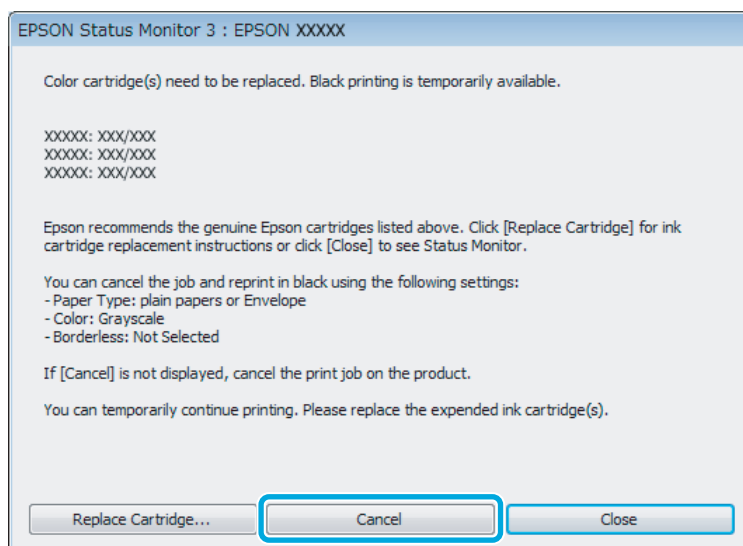 EPSON Status Monitor 3 : EPSON XXXXX
Color cartridge(s) need to be replaced. Black printing is temporarily available.
XXXXX: XXX/XXX
XXXXX: XXX/XXX
XXXXX: XXX/XXX
Epson recommends the genuine Epson cartridges listed above. Click [Replace Cartridge] for ink
cartridge replacement instructions or click [Close] to see Status Monitor.
You can cancel the job and reprint in black using the following settings:
- Paper Type: plain papers or Envelope
- Color: Grayscale
- Borderless: Not Selected
If [Cancel] is not displayed, cancel the print job on the product.
You can temporarily continue printing. Please replace the expended ink cartridge(s).
Replace Cartridge... Cancel Close